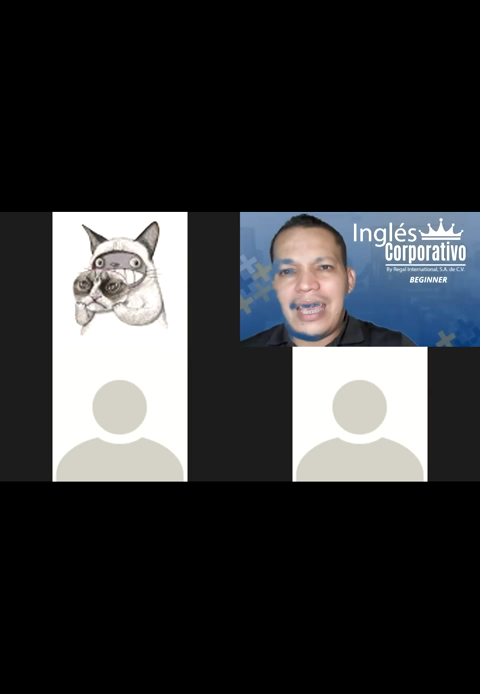 Inglés
Corporativo
By Regal International, S.A. de C.V.
BEGINNER